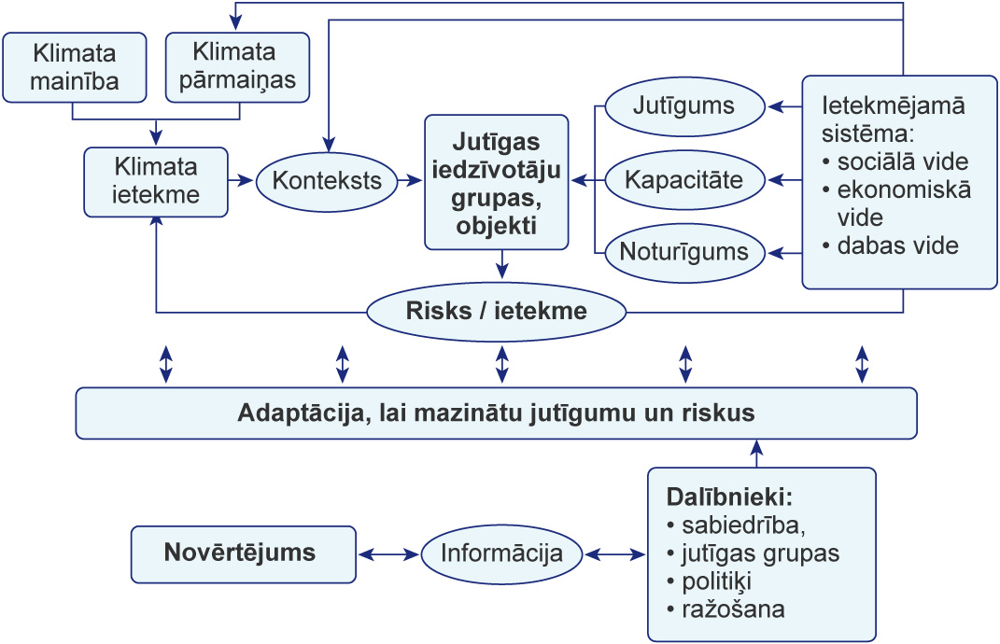 Klimata
mainība
Klimata
pārmaiņas
Klimata
ietekme
Konteksts
Jutīgas
iedzīvotāju
grupas,
objekti
Jutīgums
Kapacitāte
Noturīgums
Ietekmējamā
sistēma:
• sociālā vide
• ekonomiskā
vide
• dabas vide
Risks / ietekme
Adaptācija, lai mazinātu jutīgumu un riskus
Novērtējums
Informācija
Dalībnieki:
• sabiedrība,
• jutīgas grupas
• politiķi
• ražošana